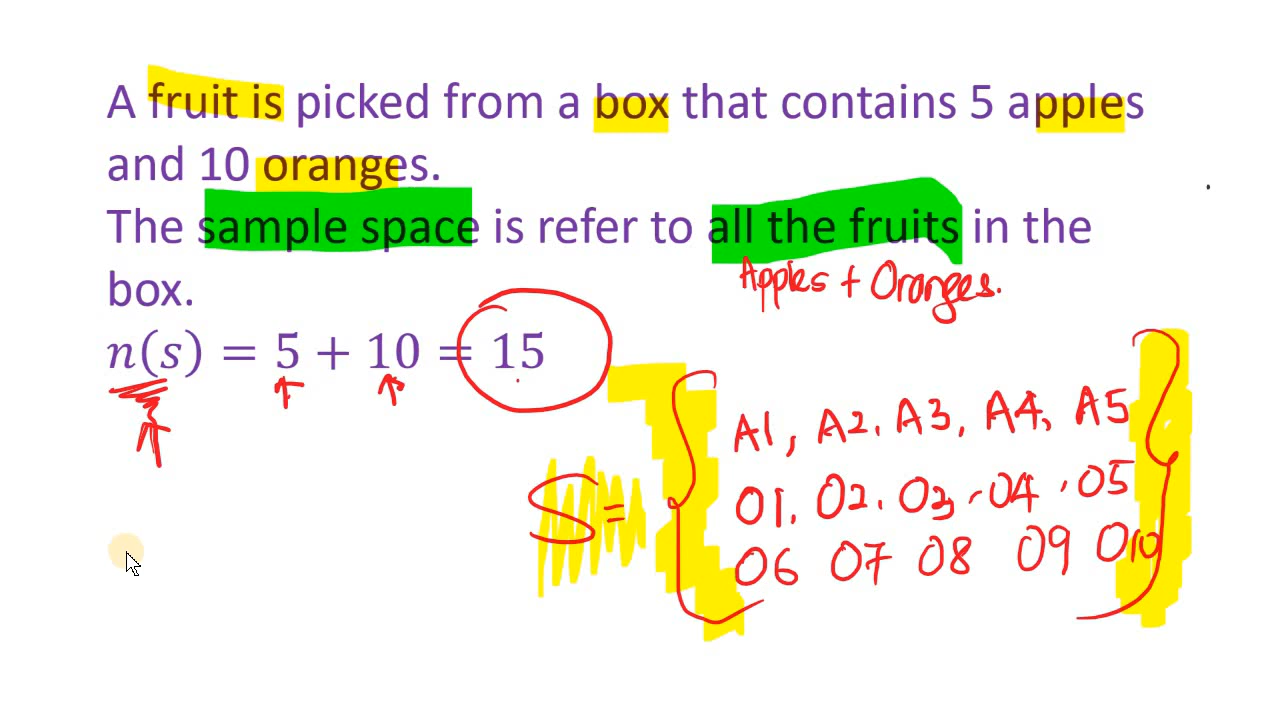 A fruit is picked from a box that contains 5 apples
and 10 oranges.
The sample space is refer to all the fruits in the
box.
Apples + Oranges.
n(s) = 5 + 10 = 15
S = { A1, A2, A3, A4, A5
O1, O2, O3, O4, O5
O6 O7 O8 O9 O10 }